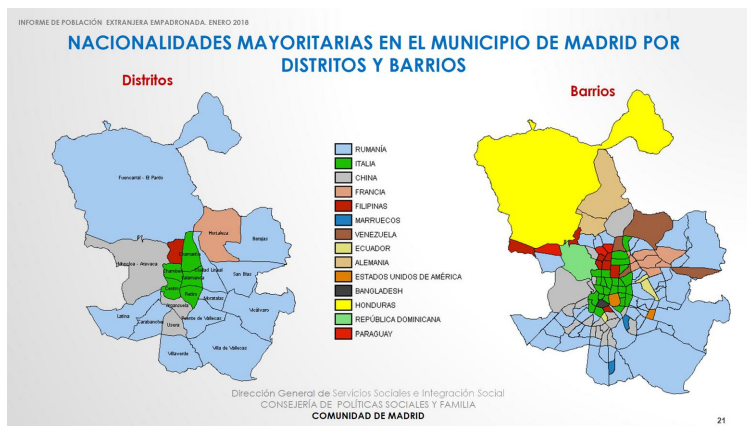 INFORME DE POBLACIÓN EXTRANJERA EMPADRONADA. ENERO 2018
NACIONALIDADES MAYORITARIAS EN EL MUNICIPIO DE MADRID POR
DISTRITOS Y BARRIOS
Distritos
Barrios
RUMANÍA
ITALIA
CHINA
FRANCIA
FILIPINAS
MARRUECOS
VENEZUELA
ECUADOR
ALEMANIA
ESTADOS UNIDOS DE AMÉRICA
BANGLADESH
HONDURAS
REPÚBLICA DOMINICANA
PARAGUAY
Fuencarral - El Pardo
Hortaleza
Barajas
Chamartín
Moncloa - Aravaca
Chamberí
Ciudad Lineal
Salamanca
San Blas
Centro
Retiro
Moratalaz
Arganzuela
Vicálvaro
Latina
Carabanchel
Usera
Puente de Vallecas
Villa de Vallecas
Villaverde
Dirección General de Servicios Sociales e Integración Social
CONSEJERÍA DE POLÍTICAS SOCIALES Y FAMILIA
COMUNIDAD DE MADRID
21